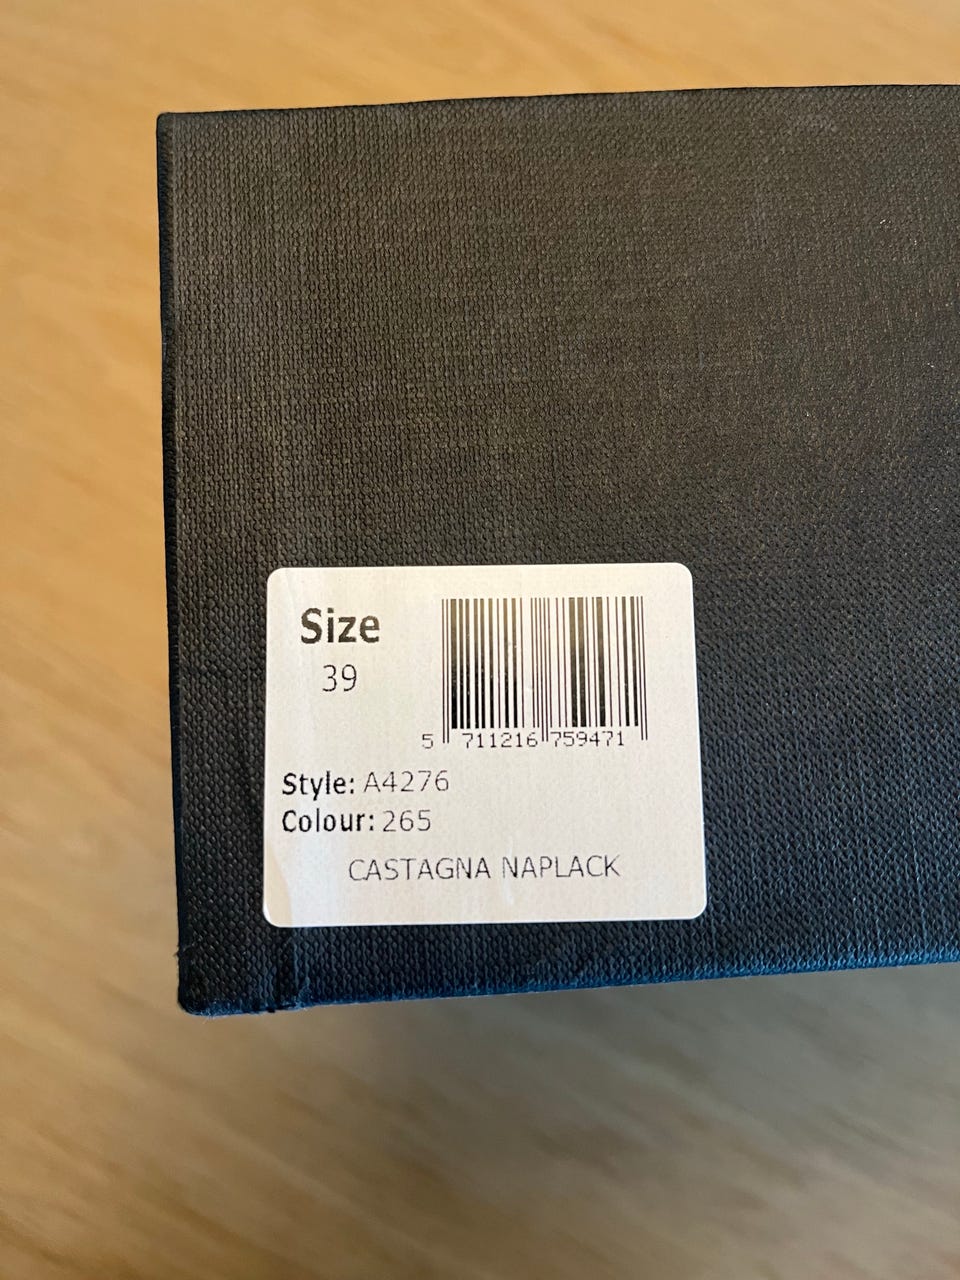 Size
39
5 711216 759471
Style: A4276
Colour: 265
CASTAGNA NAPLACK